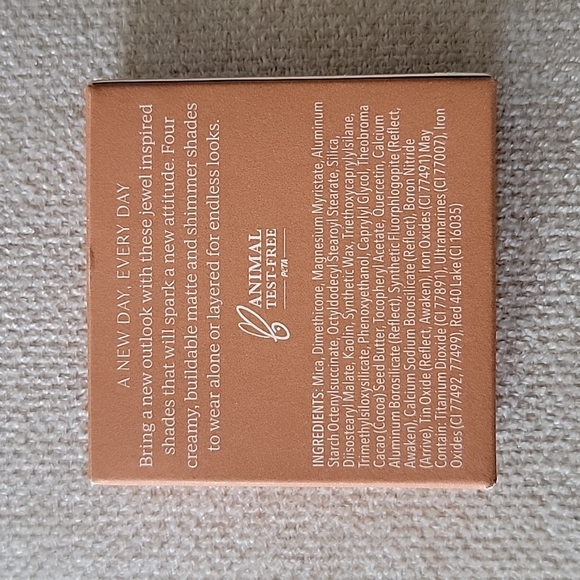 A NEW DAY, EVERY DAY
Bring a new outlook with these jewel inspired
shades that will spark a new attitude. Four
creamy, buildable matte and shimmer shades
to wear alone or layered for endless looks.
ANIMAL
TEST-FREE
PETA
INGREDIENTS: Mica, Dimethicone, Magnesium Myristate, Aluminum
Starch Octenylsuccinate, Octyldodecyl Stearoyl Stearate, Silica,
Diisostearyl Malate, Kaolin, Synthetic Wax, Triethoxycaprylylsilane,
Trimethylsiloxysilicate, Phenoxyethanol, Caprylyl Glycol, Theobroma
Cacao (Cocoa) Seed Butter, Tocopheryl Acetate, Quercetin, Calcium
Aluminum Borosilicate (Reflect), Synthetic Fluorphlogopite (Reflect,
Awaken), Calcium Sodium Borosilicate (Reflect), Boron Nitride
(Arrive), Tin Oxide (Reflect, Awaken), Iron Oxides (CI 77491) May
Contain: Titanium Dioxide (CI 77891), Ultramarines (CI 77007), Iron
Oxides (CI 77492, 77499), Red 40 Lake (CI 16035)